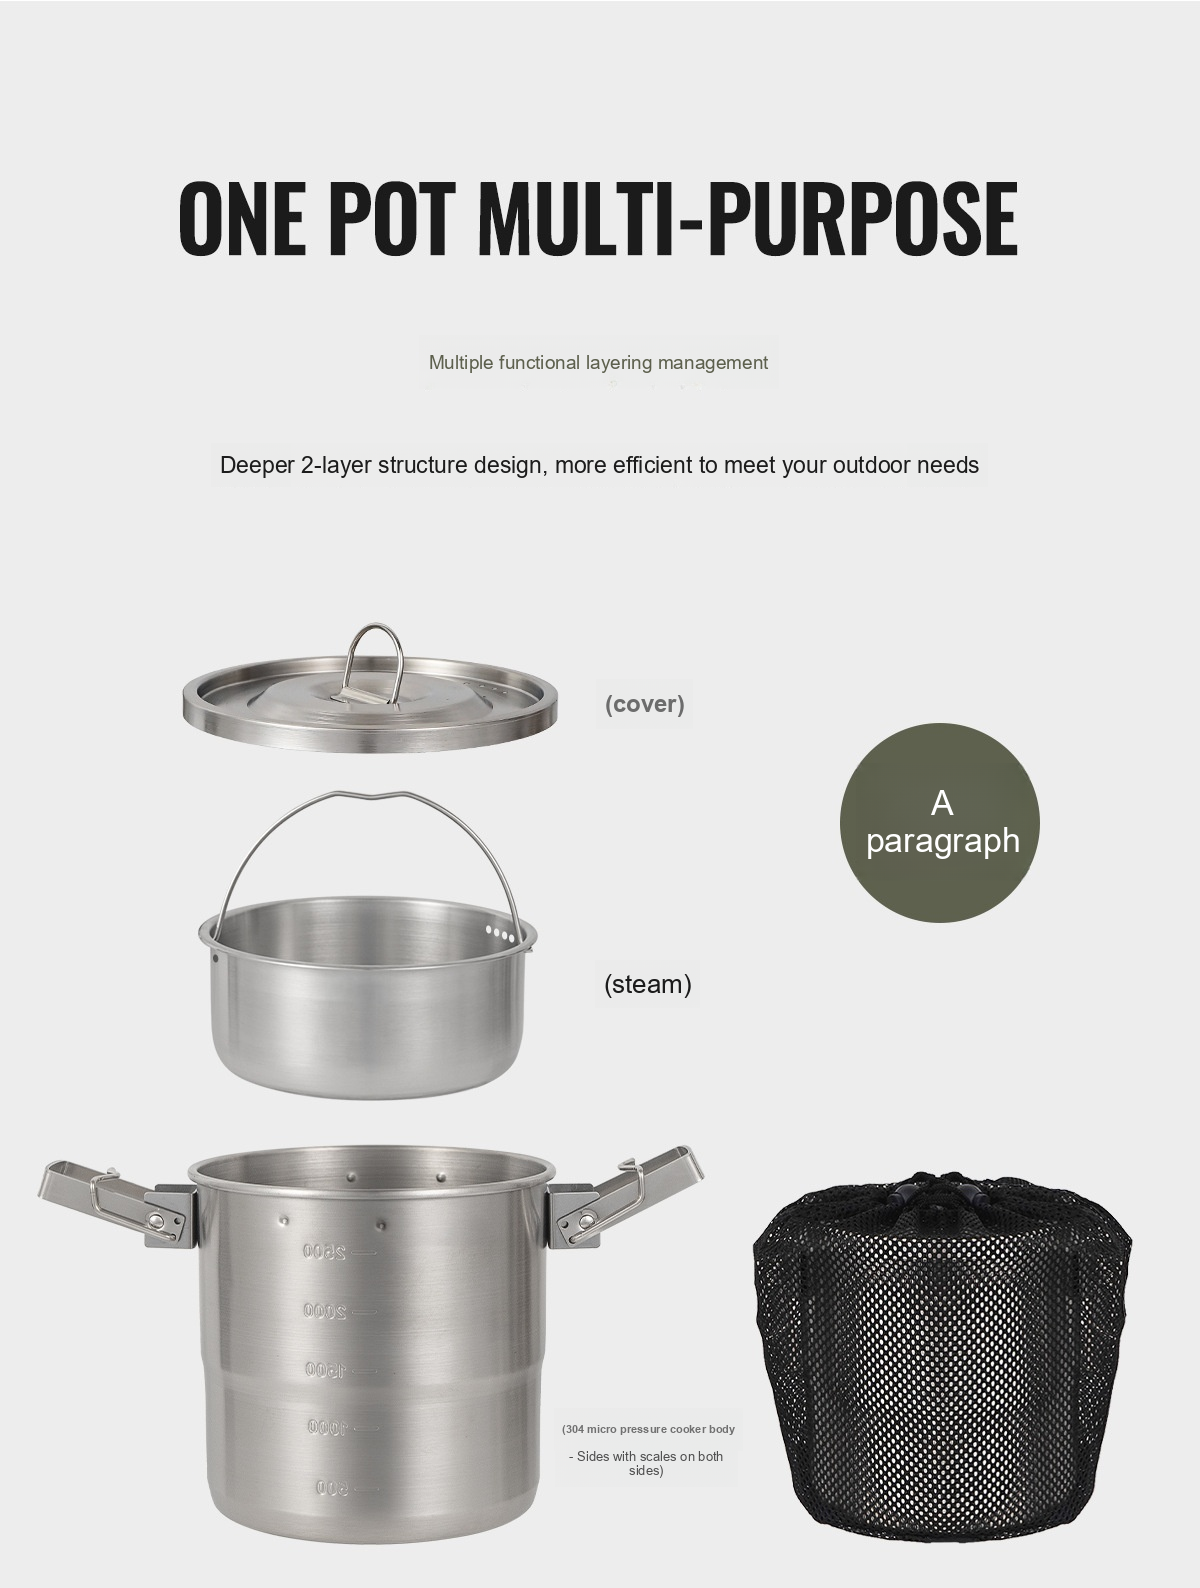 ONE POT MULTI-PURPOSE
Multiple functional layering management
Deeper 2-layer structure design, more efficient to meet your outdoor needs
(cover)
A
paragraph
(steam)
2500
2000
1500
1000
500
(304 micro pressure cooker body
- Sides with scales on both
sides)